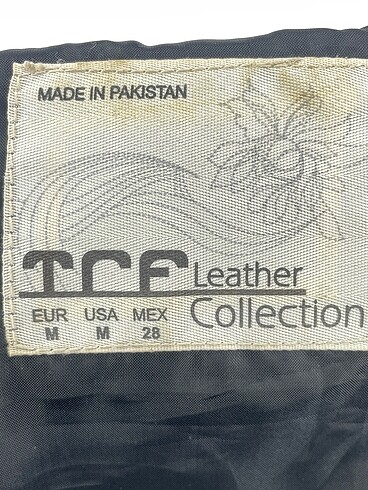 MADE IN PAKISTAN
TCF Leather
Collection
EUR USA MEX
M M 28